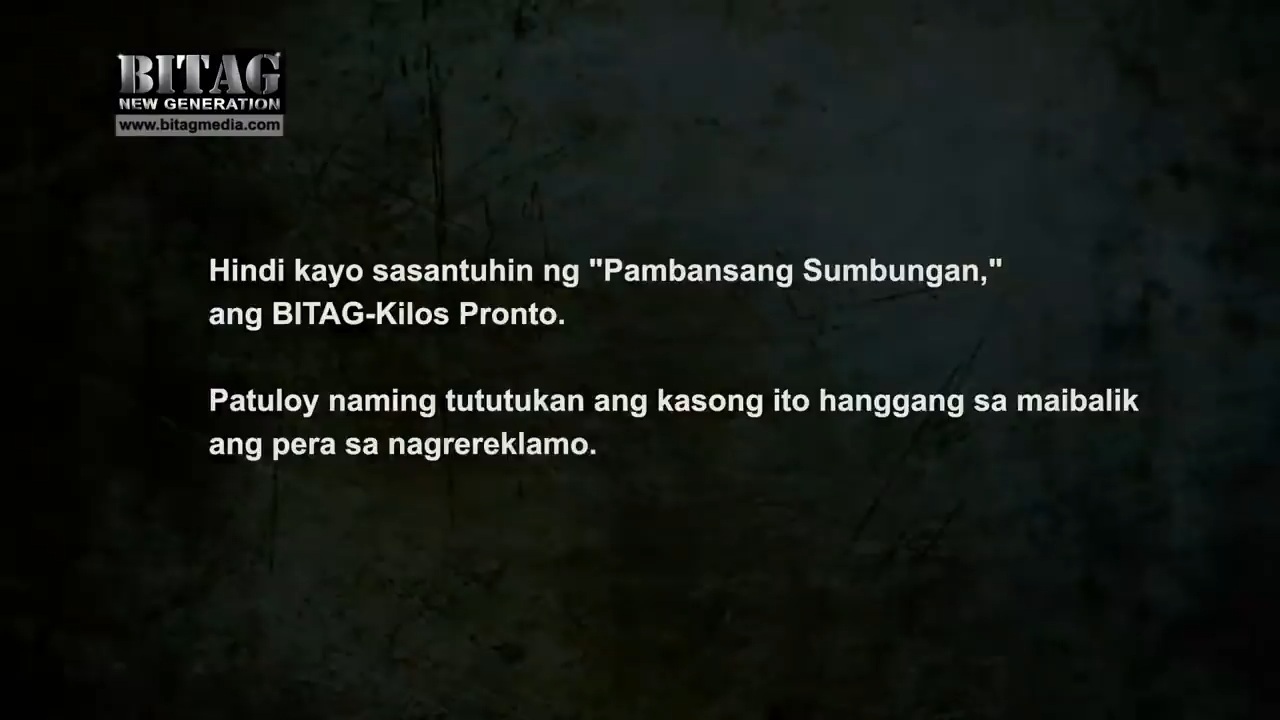 BITAG
NEW GENERATION
www.bitagmedia.com
Hindi kayo sasantuhin ng "Pambansang Sumbungan,"
ang BITAG-Kilos Pronto.
Patuloy naming tututukan ang kasong ito hanggang sa maibalik
ang pera sa nagrereklamo.